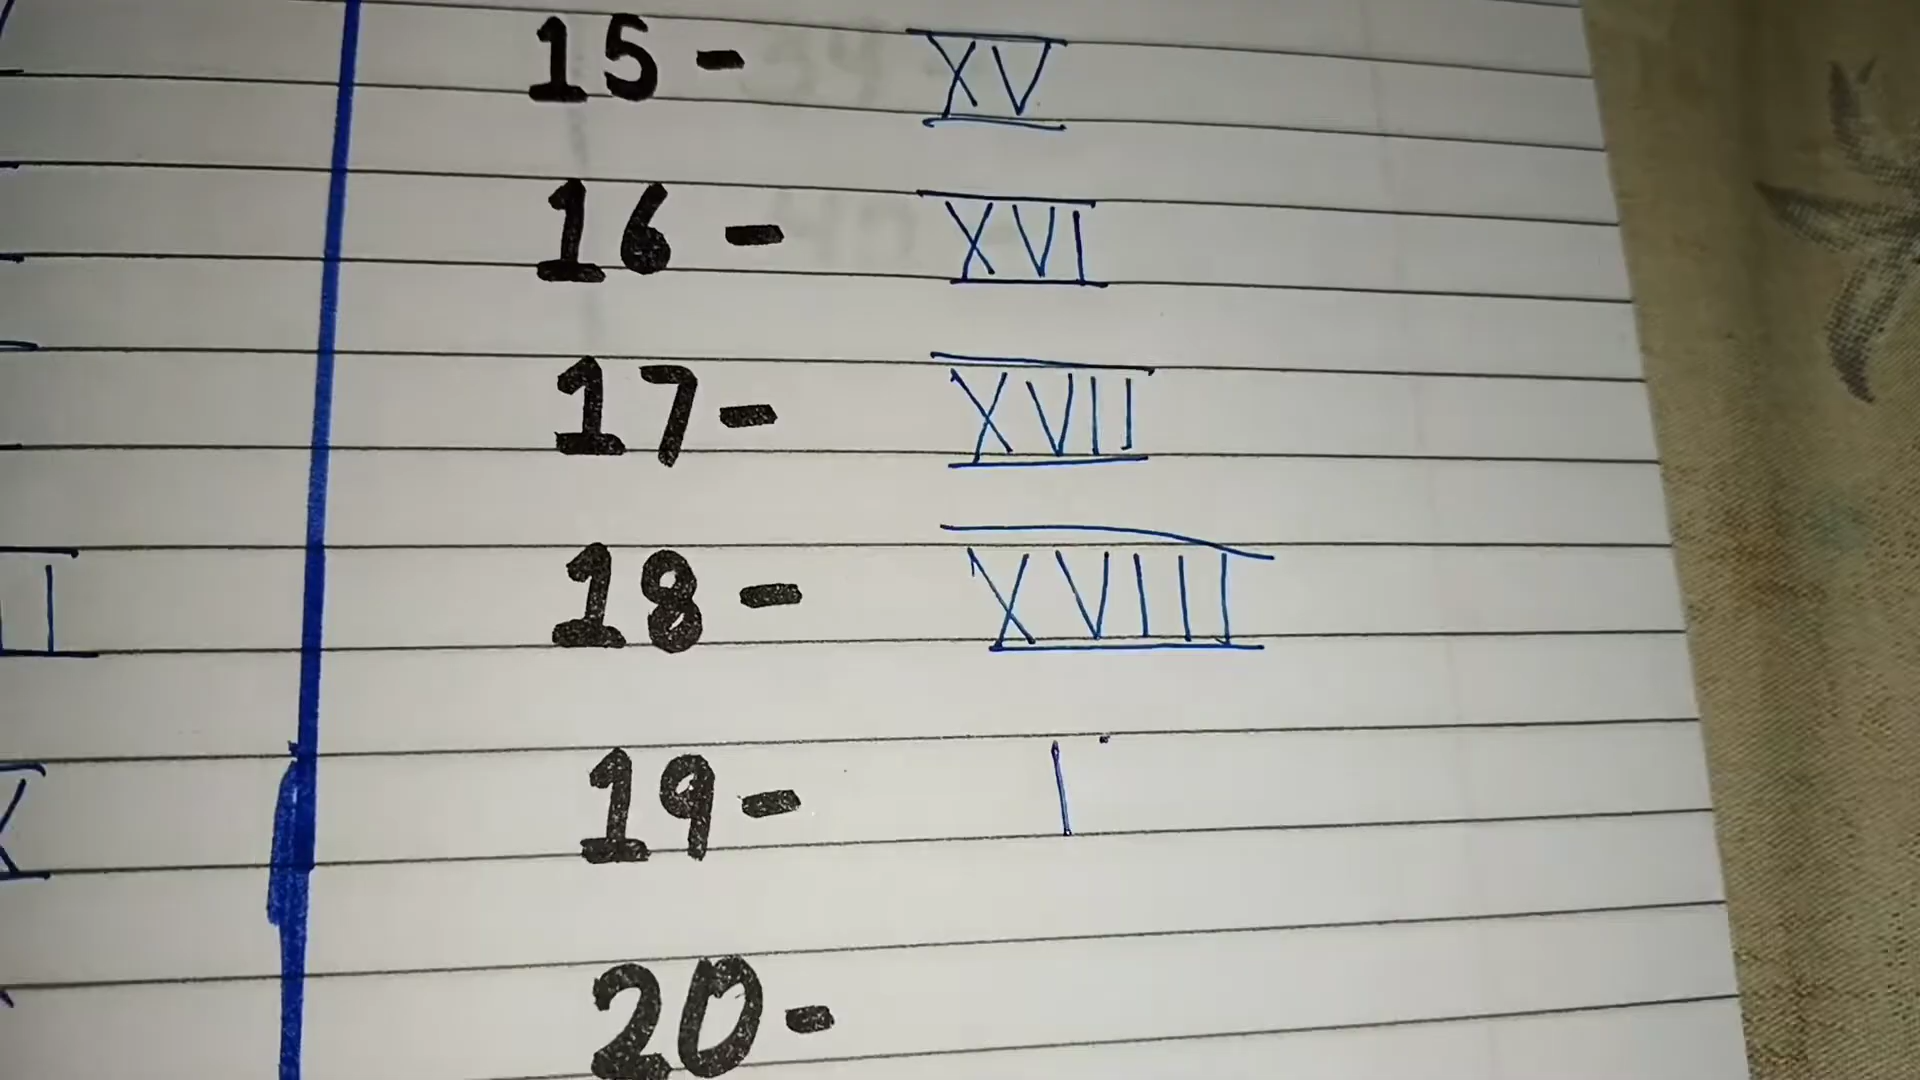 15 - XV
16 - XVI
17 - XVII
18 - XVIII
19 - I
20 -